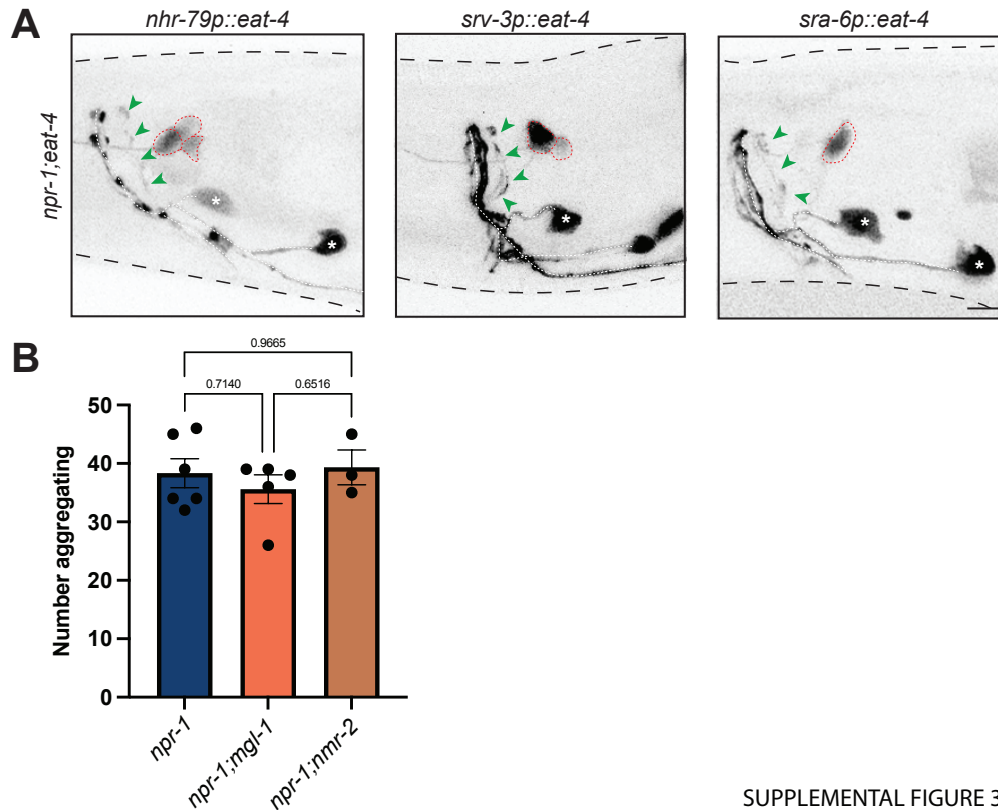 A
nhr-79p::eat-4
srv-3p::eat-4
sra-6p::eat-4
npr-1;eat-4
*
*
*
*
*
B
0.9665
0.7140
0.6516
Number aggregating
50
40
30
20
10
0
npr-1
npr-1;mgl-1
npr-1;nmr-2
SUPPLEMENTAL FIGURE 3